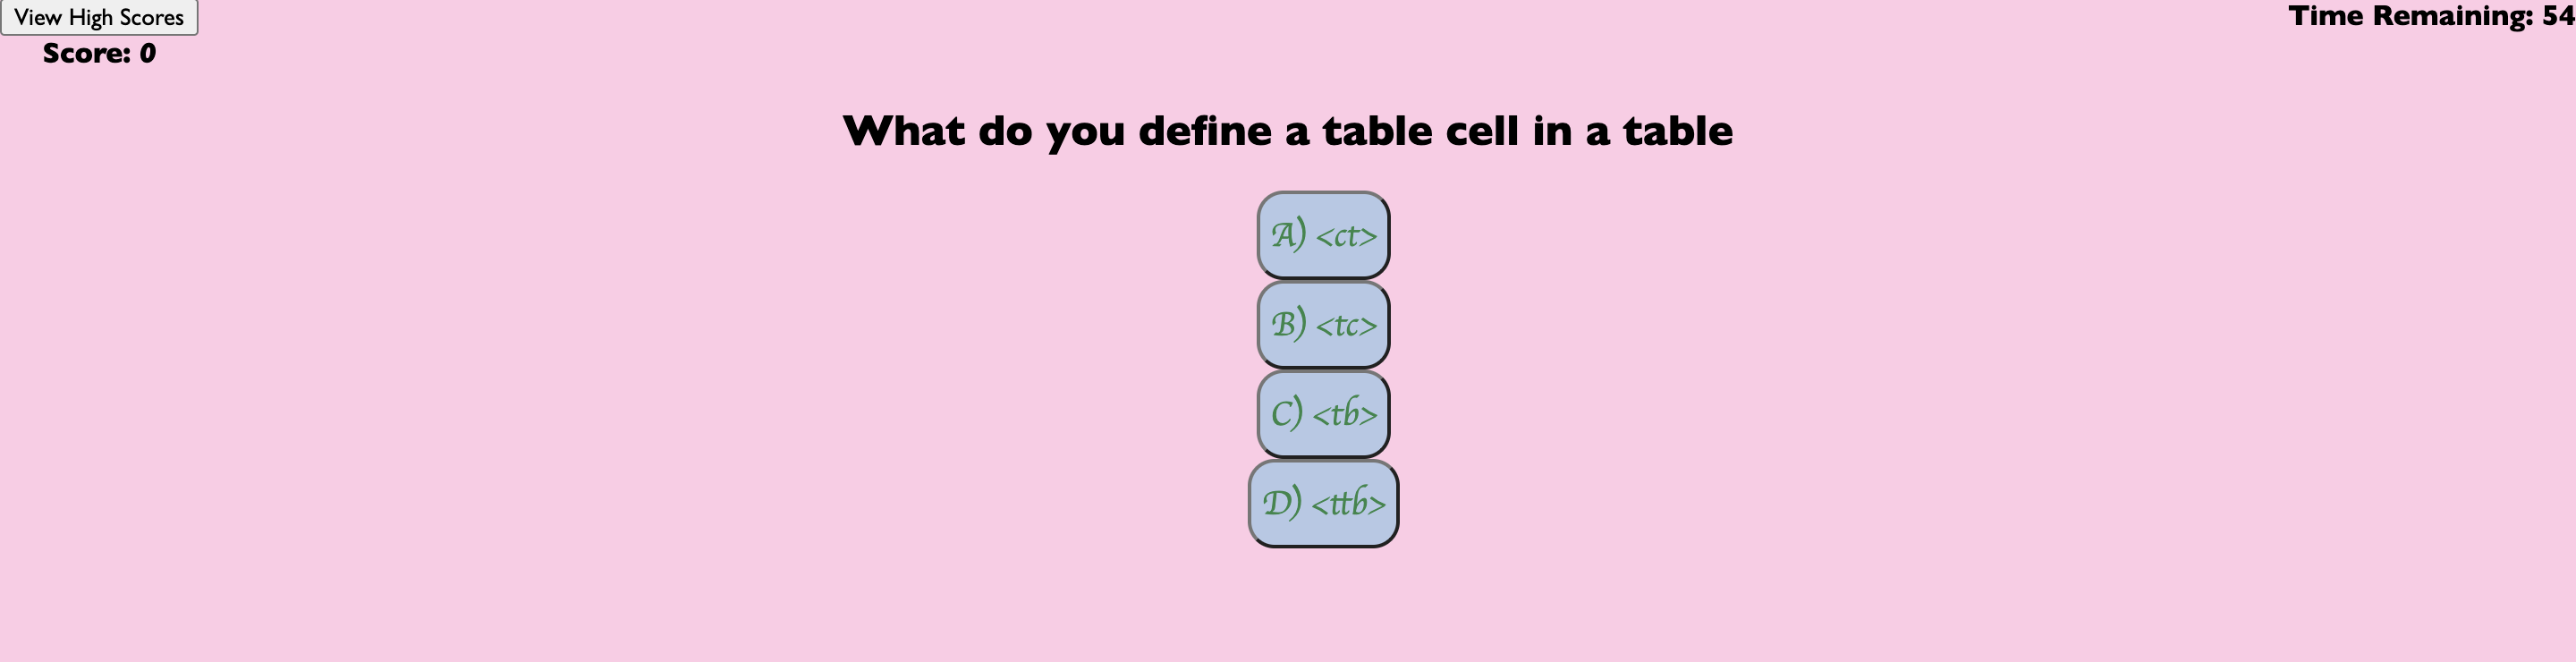 View High Scores
Time Remaining: 54
Score: 0
What do you define a table cell in a table
A) <ct>
B) <tc>
C) <tb>
D) <ttb>